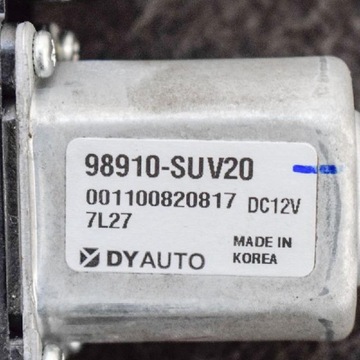 98910-SUV20
001100820817 DC12V
7L27
MADE IN
KOREA
DYAUTO